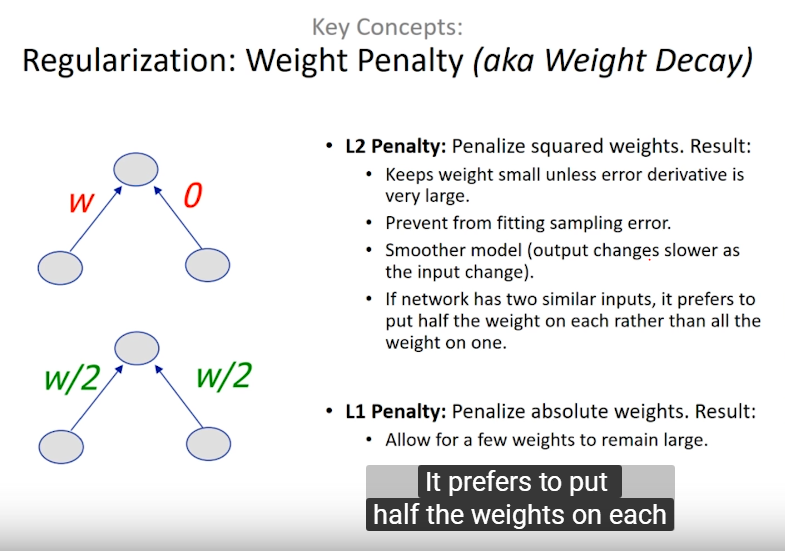 Key Concepts:
Regularization: Weight Penalty (aka Weight Decay)
w
0
w/2
w/2
• L2 Penalty: Penalize squared weights. Result:
• Keeps weight small unless error derivative is
very large.
• Prevent from fitting sampling error.
• Smoother model (output changes slower as
the input change).
• If network has two similar inputs, it prefers to
put half the weight on each rather than all the
weight on one.
• L1 Penalty: Penalize absolute weights. Result:
• Allow for a few weights to remain large.
It prefers to put
half the weights on each